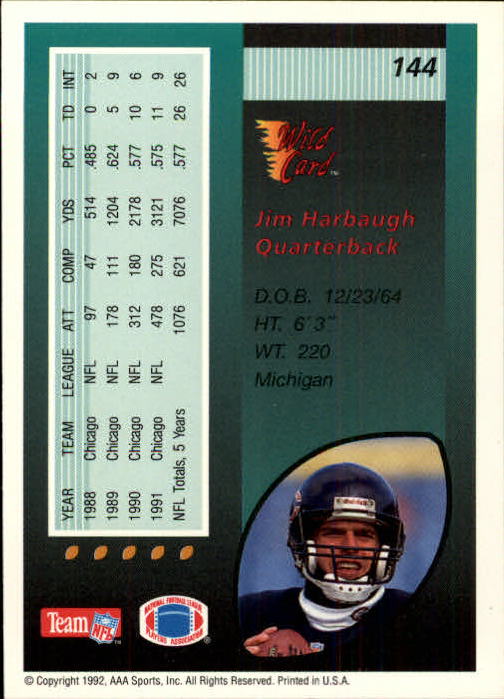 144
Wild
Card™
Jim Harbaugh
Quarterback
D.O.B. 12/23/64
HT. 6'3"
WT. 220
Michigan
YEAR TEAM LEAGUE ATT COMP YDS PCT TD INT
1988 Chicago NFL 97 47 514 .485 0 2
1989 Chicago NFL 178 111 1204 .624 5 9
1990 Chicago NFL 312 180 2178 .577 10 6
1991 Chicago NFL 478 275 3121 .575 11 9
NFL Totals, 5 Years 1076 621 7076 .577 26 26
Riddell
Team NFL™
NATIONAL FOOTBALL LEAGUE
PLAYERS ASSOCIATION
®
© Copyright 1992, AAA Sports, Inc. All Rights Reserved. Printed in U.S.A.